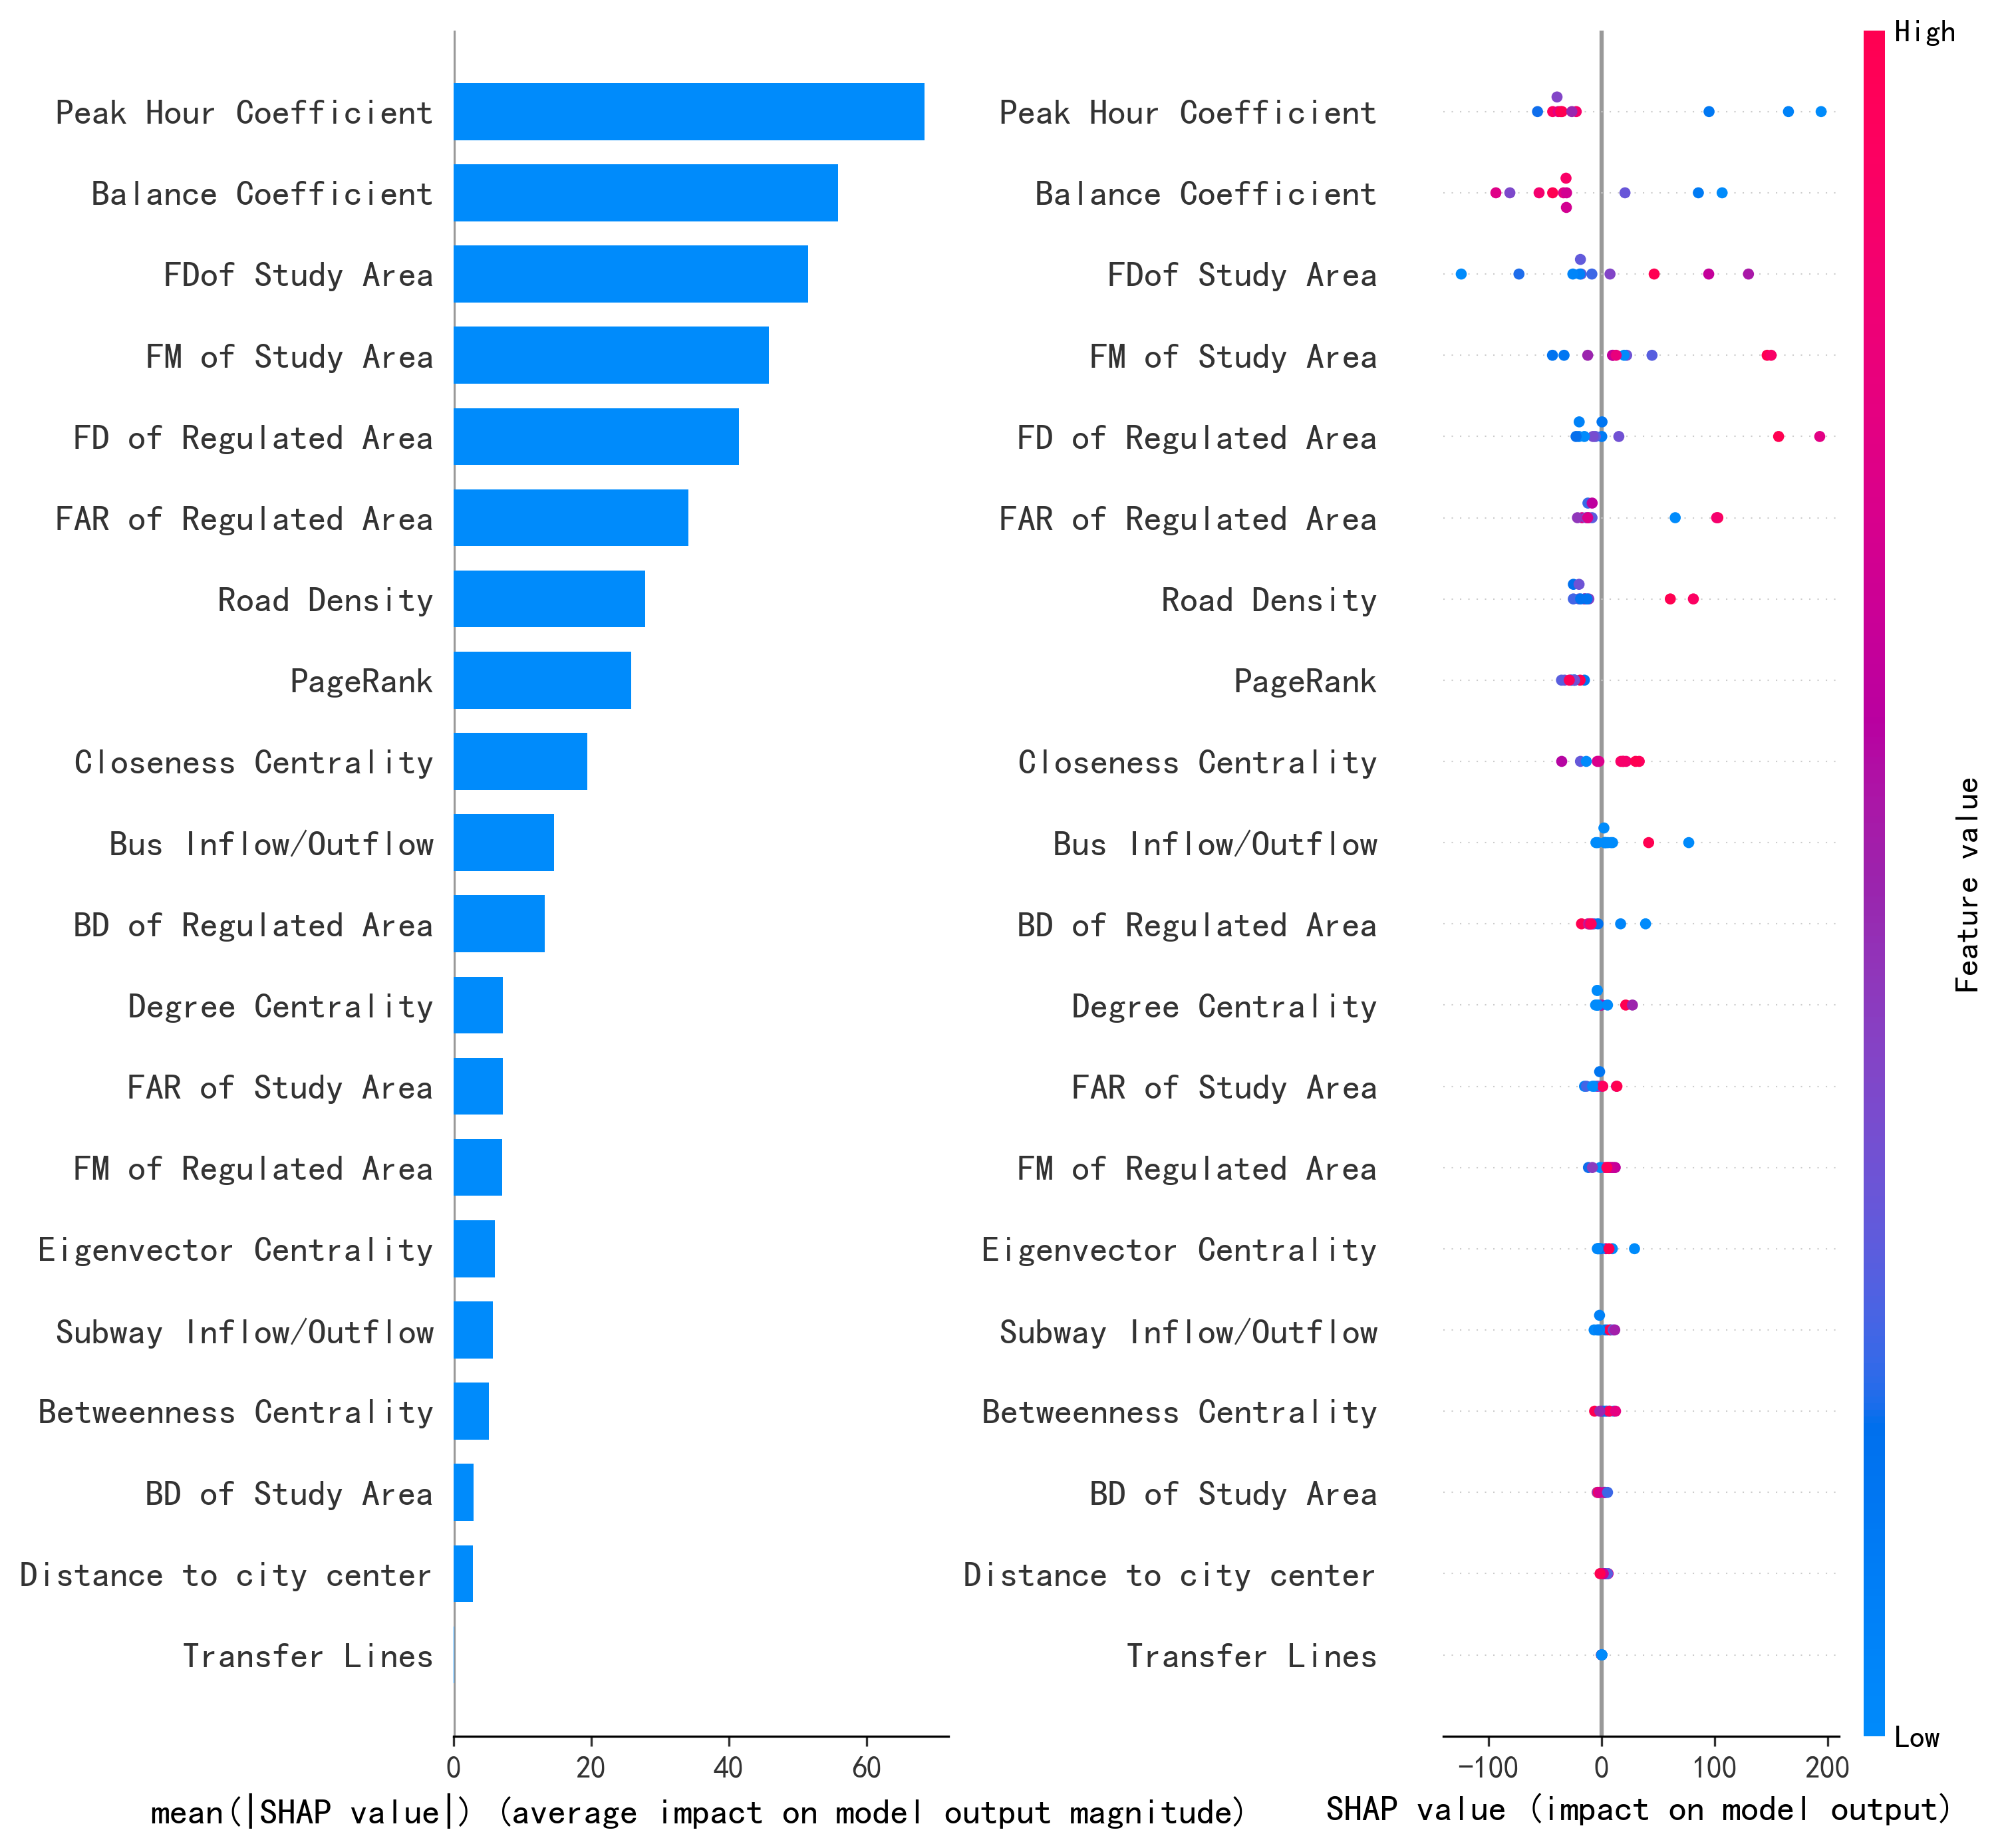 Peak Hour Coefficient
Balance Coefficient
FDof Study Area
FM of Study Area
FD of Regulated Area
FAR of Regulated Area
Road Density
PageRank
Closeness Centrality
Bus Inflow/Outflow
BD of Regulated Area
Degree Centrality
FAR of Study Area
FM of Regulated Area
Eigenvector Centrality
Subway Inflow/Outflow
Betweenness Centrality
BD of Study Area
Distance to city center
Transfer Lines
0 20 40 60
mean(|SHAP value|) (average impact on model output magnitude)
Peak Hour Coefficient
Balance Coefficient
FDof Study Area
FM of Study Area
FD of Regulated Area
FAR of Regulated Area
Road Density
PageRank
Closeness Centrality
Bus Inflow/Outflow
BD of Regulated Area
Degree Centrality
FAR of Study Area
FM of Regulated Area
Eigenvector Centrality
Subway Inflow/Outflow
Betweenness Centrality
BD of Study Area
Distance to city center
Transfer Lines
−100 0 100 200
SHAP value (impact on model output)
High
Feature value
Low